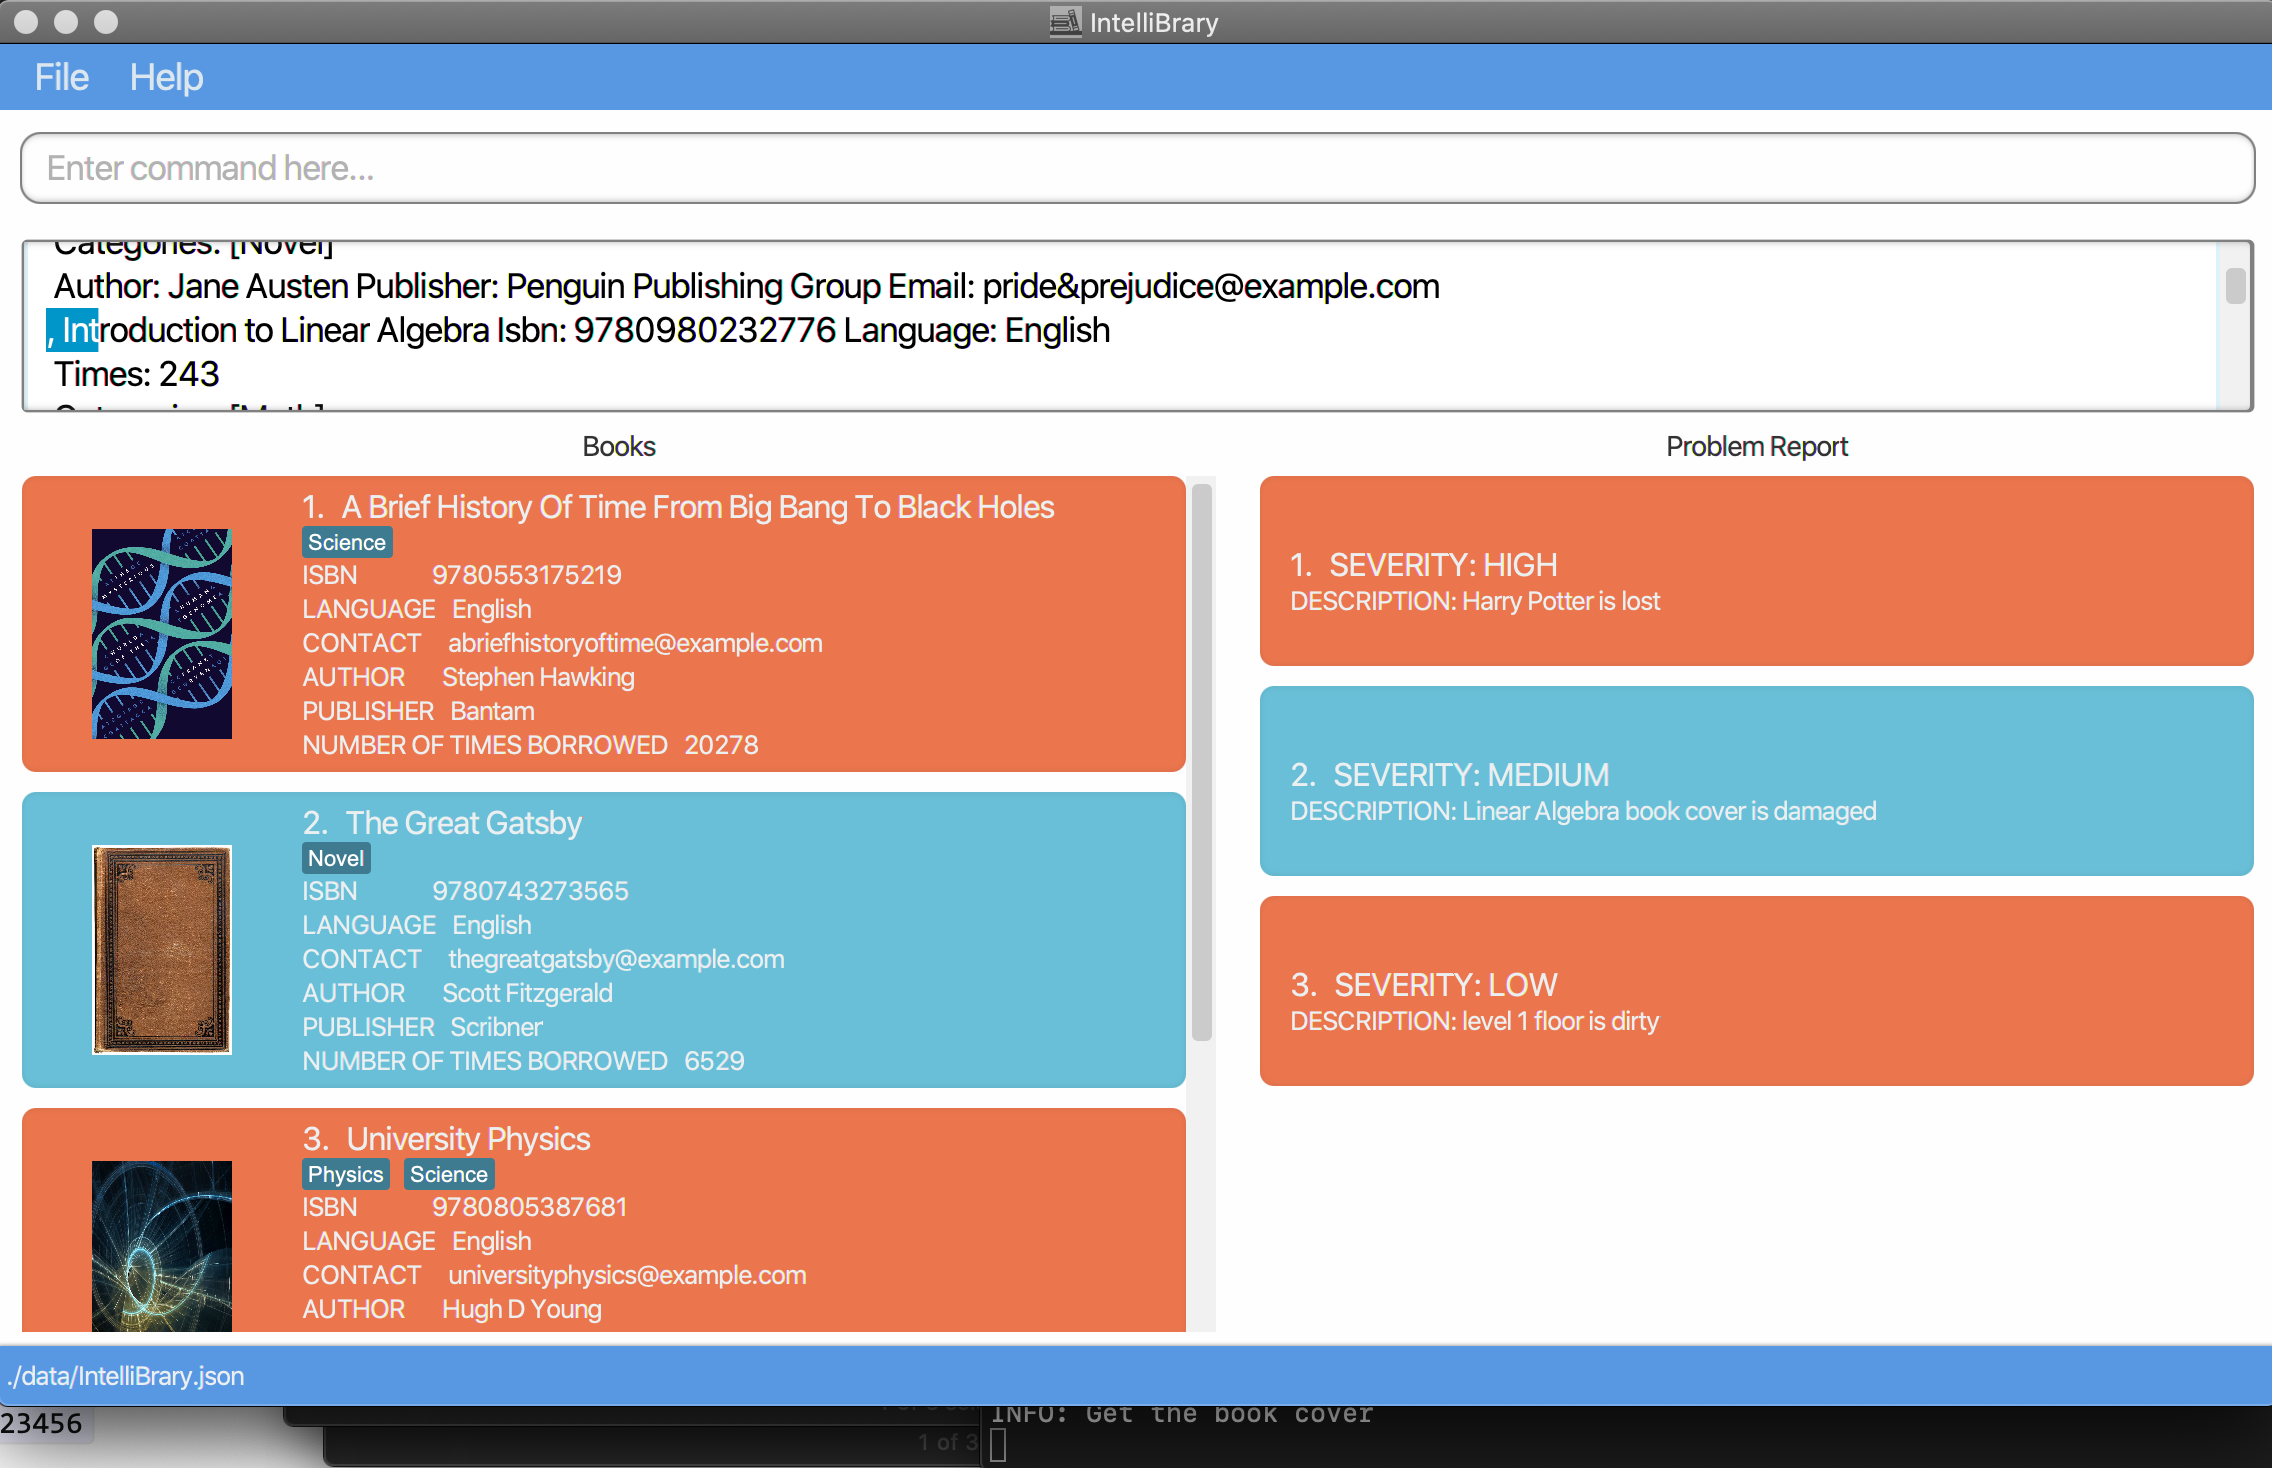 IntelliBrary
File Help
Enter command here...
Categories: [Novel]
Author: Jane Austen Publisher: Penguin Publishing Group Email: pride&prejudice@example.com
, Introduction to Linear Algebra Isbn: 9780980232776 Language: English
Times: 243
Categories: [Math]
Books
1. A Brief History Of Time From Big Bang To Black Holes
Science
ISBN 9780553175219
LANGUAGE English
CONTACT abriefhistoryoftime@example.com
AUTHOR Stephen Hawking
PUBLISHER Bantam
NUMBER OF TIMES BORROWED 20278
2. The Great Gatsby
Novel
ISBN 9780743273565
LANGUAGE English
CONTACT thegreatgatsby@example.com
AUTHOR Scott Fitzgerald
PUBLISHER Scribner
NUMBER OF TIMES BORROWED 6529
3. University Physics
Physics Science
ISBN 9780805387681
LANGUAGE English
CONTACT universityphysics@example.com
AUTHOR Hugh D Young
Problem Report
1. SEVERITY: HIGH
DESCRIPTION: Harry Potter is lost
2. SEVERITY: MEDIUM
DESCRIPTION: Linear Algebra book cover is damaged
3. SEVERITY: LOW
DESCRIPTION: level 1 floor is dirty
./data/IntelliBrary.json
23456
1 of 3
INFO: Get the book cover